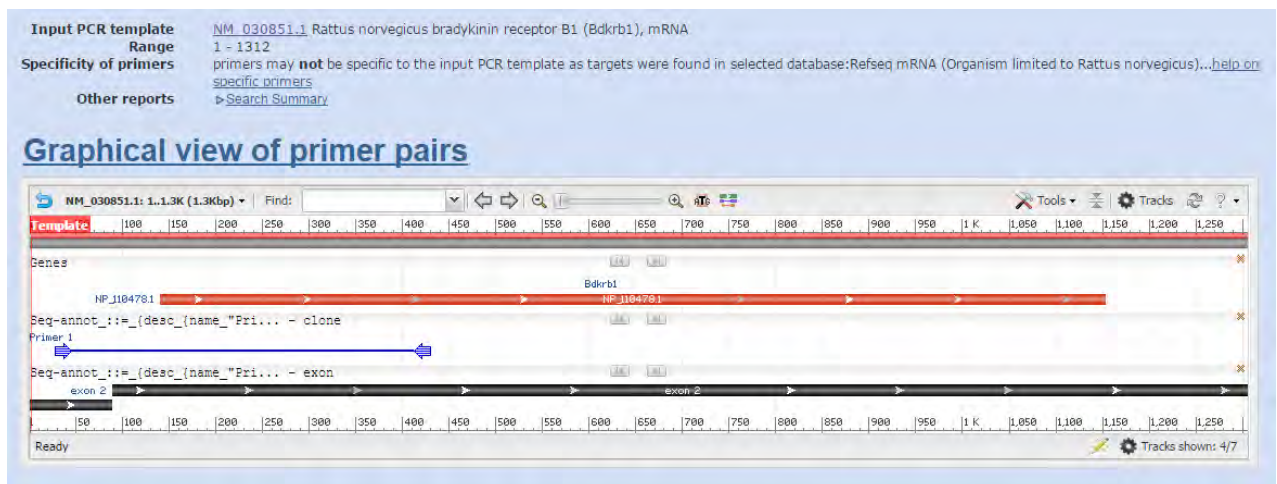 Input PCR template NM_030851.1 Rattus norvegicus bradykinin receptor B1 (Bdkrb1), mRNA
Range 1 - 1312
Specificity of primers primers may not be specific to the input PCR template as targets were found in selected database:Refseq mRNA (Organism limited to Rattus norvegicus)...help on
specific primers
Other reports Search Summary
Graphical view of primer pairs
NM_030851.1: 1..1.3K (1.3Kbp) Find: ATG Tools Tracks ?
Template 100 150 200 250 300 350 400 450 500 550 600 650 700 750 800 850 900 950 1 K 1,050 1,100 1,150 1,200 1,250
Genes
Bdkrb1
NP_110478.1 NP_110478.1
Seq-annot_::=_{desc_{name_"Pri... - clone
Primer 1
Seq-annot_::=_{desc_{name_"Pri... - exon
exon 2 exon 2
50 100 150 200 250 300 350 400 450 500 550 600 650 700 750 800 850 900 950 1 K 1,050 1,100 1,150 1,200 1,250
Ready Tracks shown: 4/7